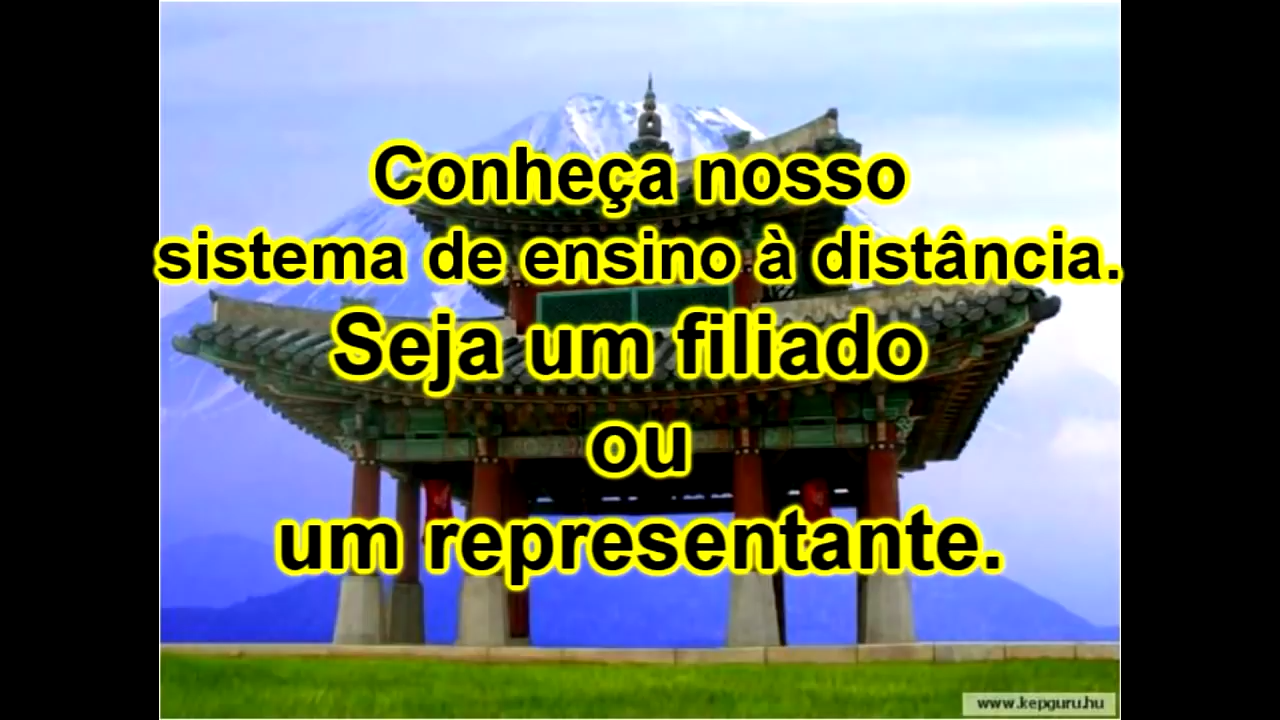 Conheça nosso
sistema de ensino à distância.
Seja um filiado
ou
um representante.
www.kepguru.hu